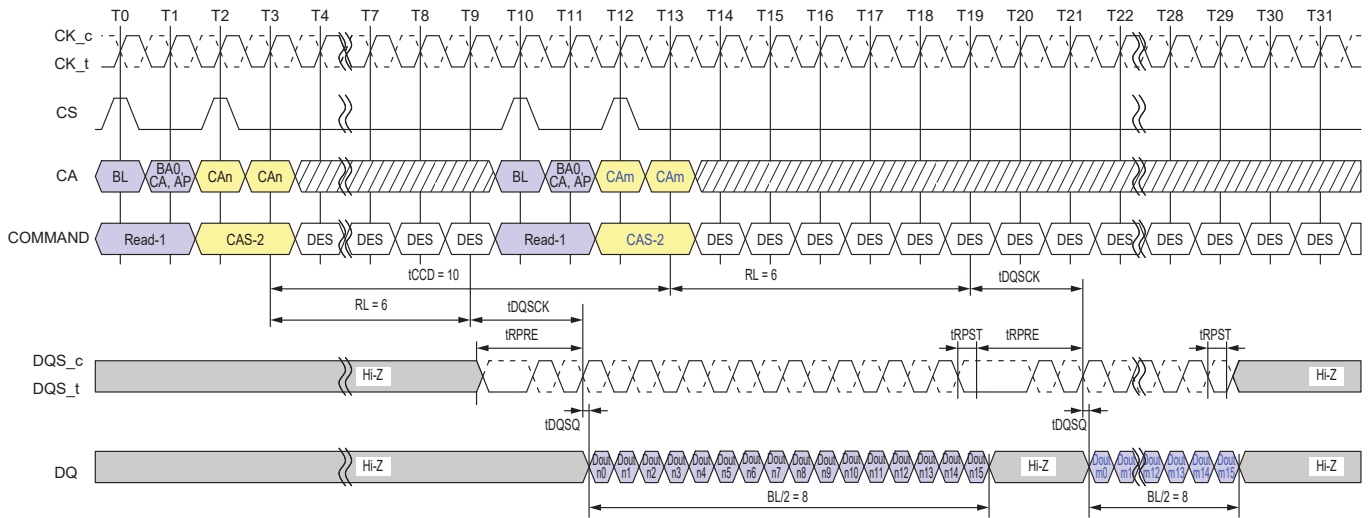 T0 T1 T2 T3 T4 T7 T8 T9 T10 T11 T12 T13 T14 T15 T16 T17 T18 T19 T20 T21 T22 T28 T29 T30 T31
CK_c
CK_t
CS
CA BL BA0, CA, AP CAn CAn BL BA0, CA, AP CAm CAm
COMMAND Read-1 CAS-2 DES DES DES DES Read-1 CAS-2 DES DES DES DES DES DES DES DES DES DES DES DES DES
tCCD = 10 RL = 6 tDQSCK
RL = 6 tDQSCK
tRPRE tRPST tRPRE tRPST
DQS_c
DQS_t Hi-Z Hi-Z
tDQSQ tDQSQ
DQ Hi-Z Dout n0 Dout n1 Dout n2 Dout n3 Dout n4 Dout n5 Dout n6 Dout n7 Dout n8 Dout n9 Dout n10 Dout n11 Dout n12 Dout n13 Dout n14 Dout n15 Hi-Z Dout m0 Dout m1 Dout m12 Dout m13 Dout m14 Dout m15 Hi-Z
BL/2 = 8 BL/2 = 8